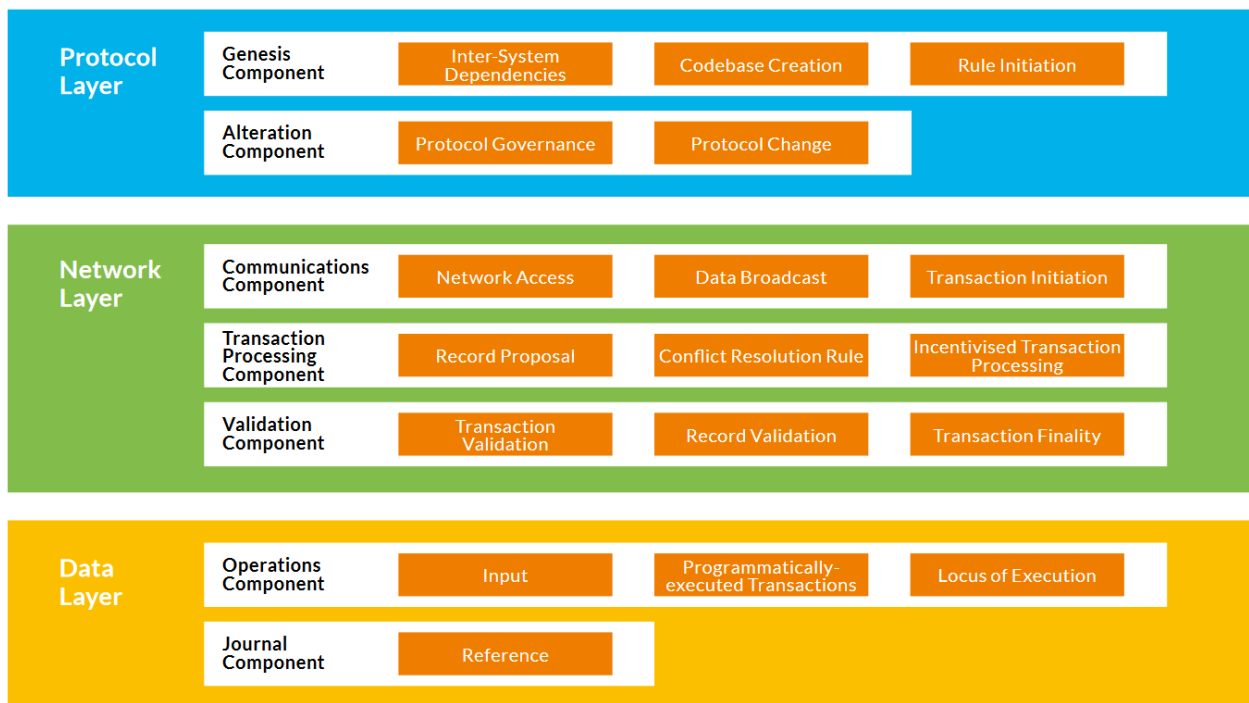 Protocol
Layer
Genesis
Component
Inter-System
Dependencies
Codebase Creation
Rule Initiation
Alteration
Component
Protocol Governance
Protocol Change
Network
Layer
Communications
Component
Network Access
Data Broadcast
Transaction Initiation
Transaction
Processing
Component
Record Proposal
Conflict Resolution Rule
Incentivised Transaction
Processing
Validation
Component
Transaction
Validation
Record Validation
Transaction Finality
Data
Layer
Operations
Component
Input
Programmatically-
executed Transactions
Locus of Execution
Journal
Component
Reference